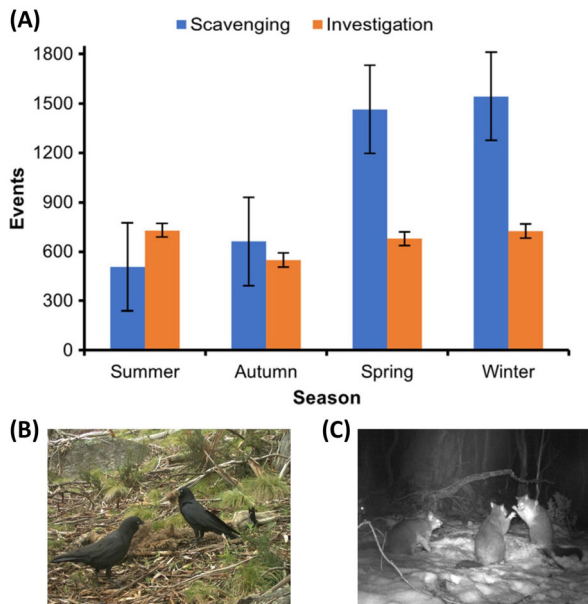 (A)
Scavenging Investigation
1800
1500
1200
900
600
300
0
Events
Summer Autumn Spring Winter
Season
(B) (C)